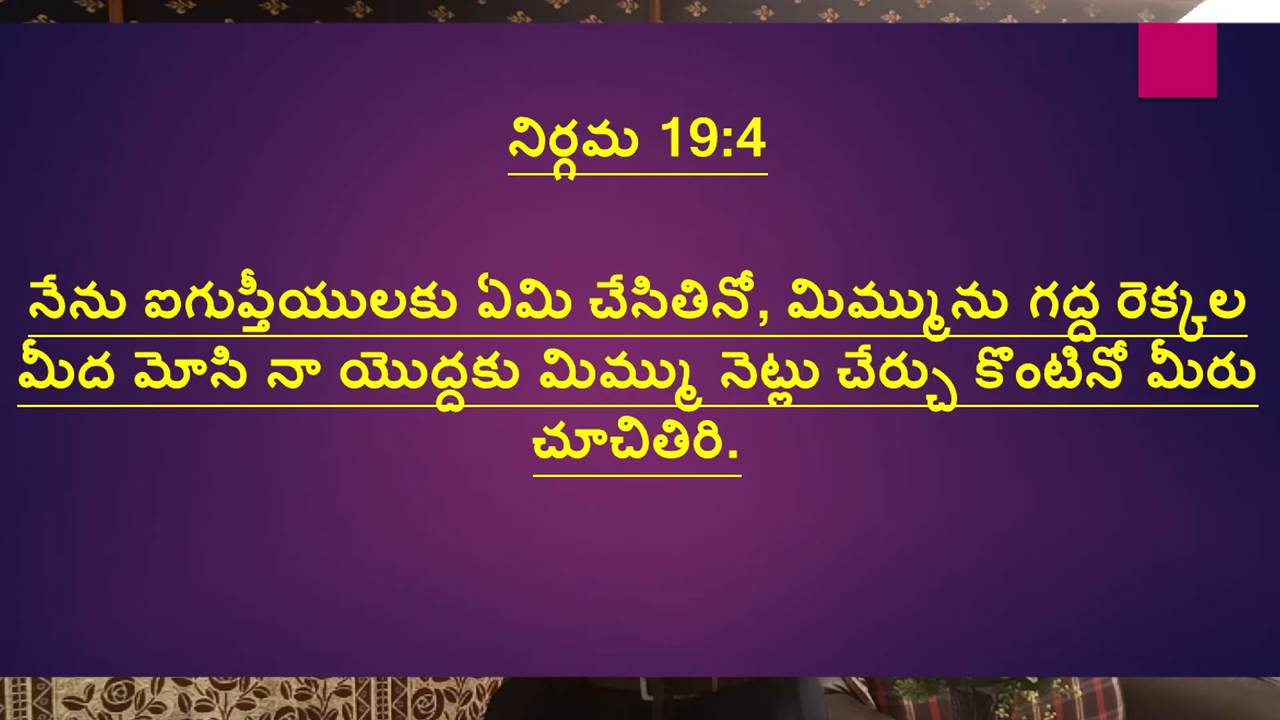 నిర్గమ 19:4
నేను ఐగుప్తీయులకు ఏమి చేసితినో, మిమ్మును గద్ద రెక్కల
మీద మోసి నా యొద్దకు మిమ్ము నెట్లు చేర్చు కొంటినో మీరు
చూచితిరి.